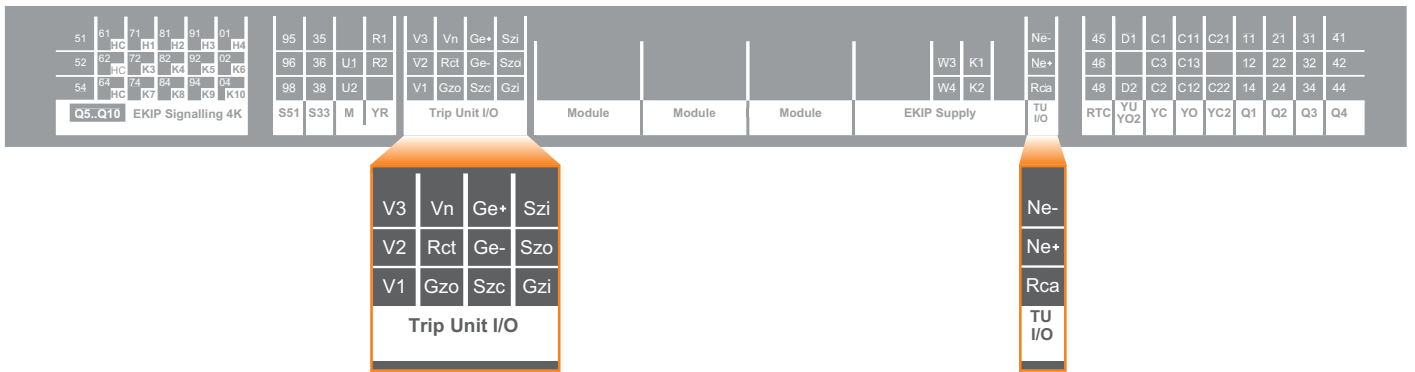 61 71 81 91 01
51 HC H1 H2 H3 H4 95 35 R1 V3 Vn Ge+ Szi Ne- 45 D1 C1 C11 C21 11 21 31 41
62 72 82 92 02
52 HC K3 K4 K5 K6 96 36 U1 R2 V2 Rct Ge- Szo W3 K1 Ne+ 46 C3 C13 12 22 32 42
64 74 84 94 04
54 HC K7 K8 K9 K10 98 38 U2 V1 Gzo Szc Gzi W4 K2 Rca 48 D2 C2 C12 C22 14 24 34 44
Q5..Q10 EKIP Signalling 4K S51 S33 M YR Trip Unit I/O Module Module Module EKIP Supply TU I/O RTC YU YO2 YC YO YC2 Q1 Q2 Q3 Q4
V3 Vn Ge+ Szi Ne-
V2 Rct Ge- Szo Ne+
V1 Gzo Szc Gzi Rca
Trip Unit I/O TU
I/O